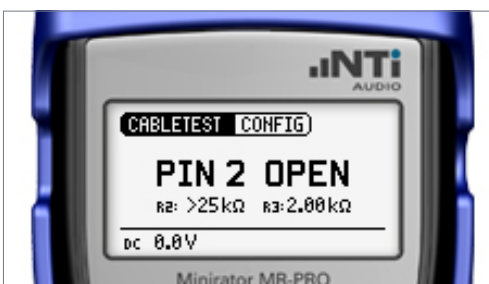 NTi
AUDIO
CABLETEST CONFIG
PIN 2 OPEN
R2: >25kΩ R3:2.00kΩ
DC 0.0V
Minirator MR-PRO